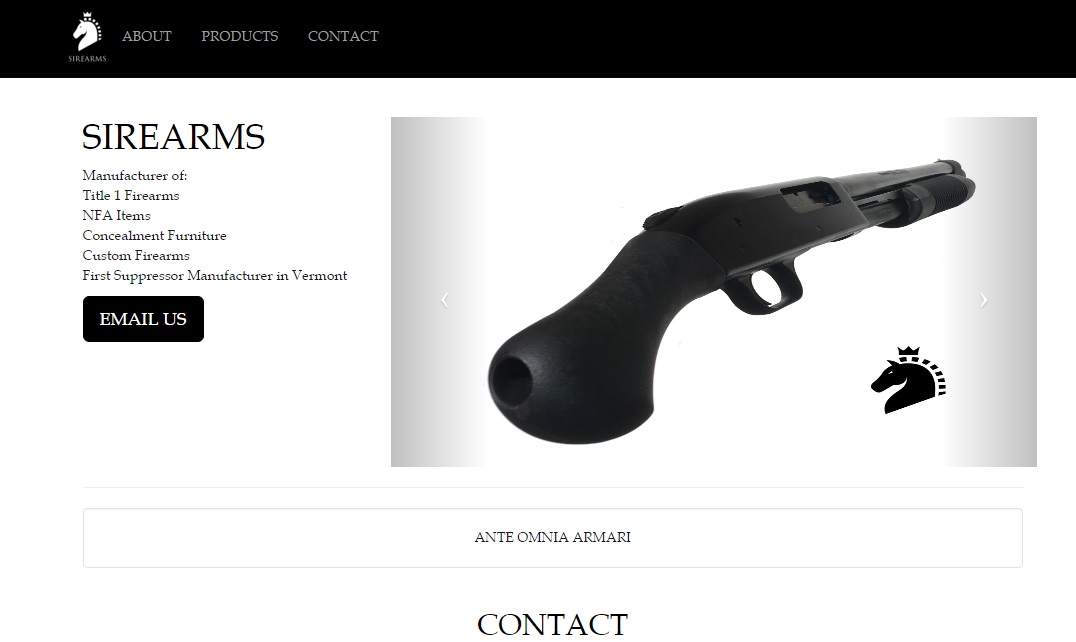 SIREARMS
ABOUT PRODUCTS CONTACT
SIREARMS
Manufacturer of:
Title 1 Firearms
NFA Items
Concealment Furniture
Custom Firearms
First Suppressor Manufacturer in Vermont
EMAIL US
ANTE OMNIA ARMARI
CONTACT